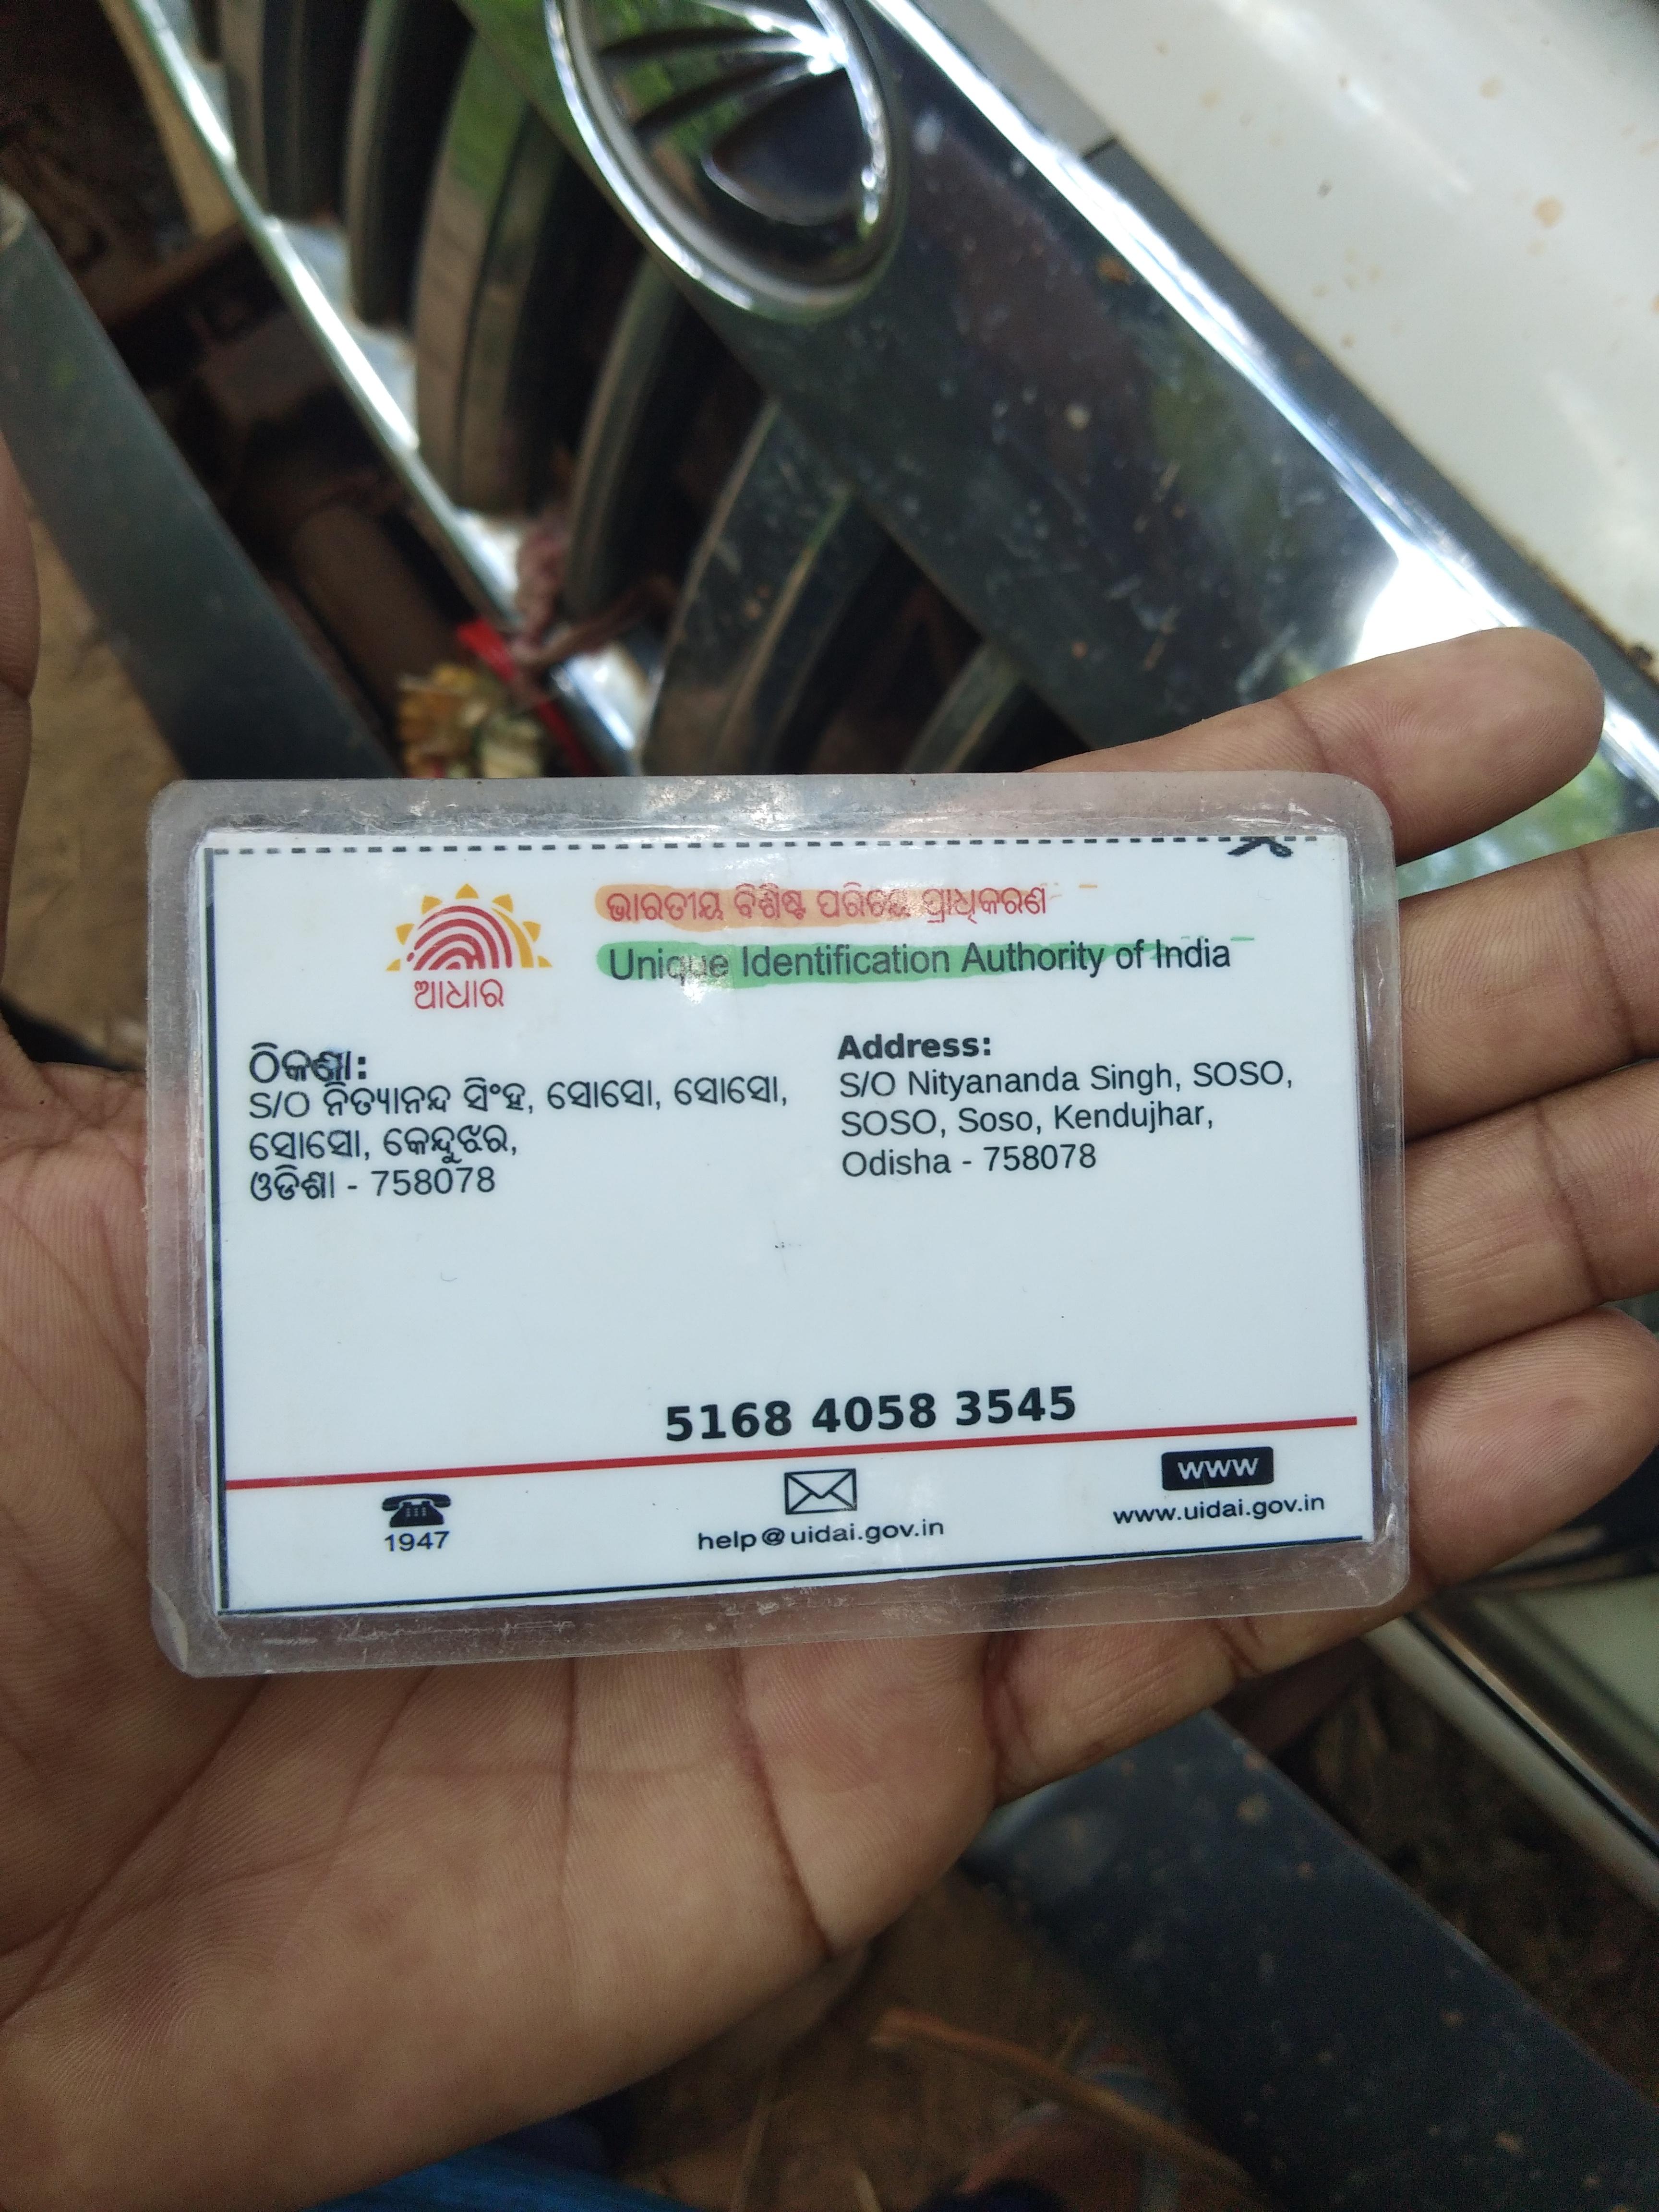 ଭାରତୀୟ ବିଶିଷ୍ଟ ପରିଚୟ ପ୍ରାଧିକରଣ
Unique Identification Authority of India
ଆଧାର
ଠିକଣା:
S/O ନିତ୍ୟାନନ୍ଦ ସିଂହ, ସୋସୋ, ସୋସୋ,
ସୋସୋ, କେନ୍ଦୁଝର,
ଓଡିଶା - 758078
Address:
S/O Nityananda Singh, SOSO,
SOSO, Soso, Kendujhar,
Odisha - 758078
5168 4058 3545
1947
help@uidai.gov.in
WWW
www.uidai.gov.in